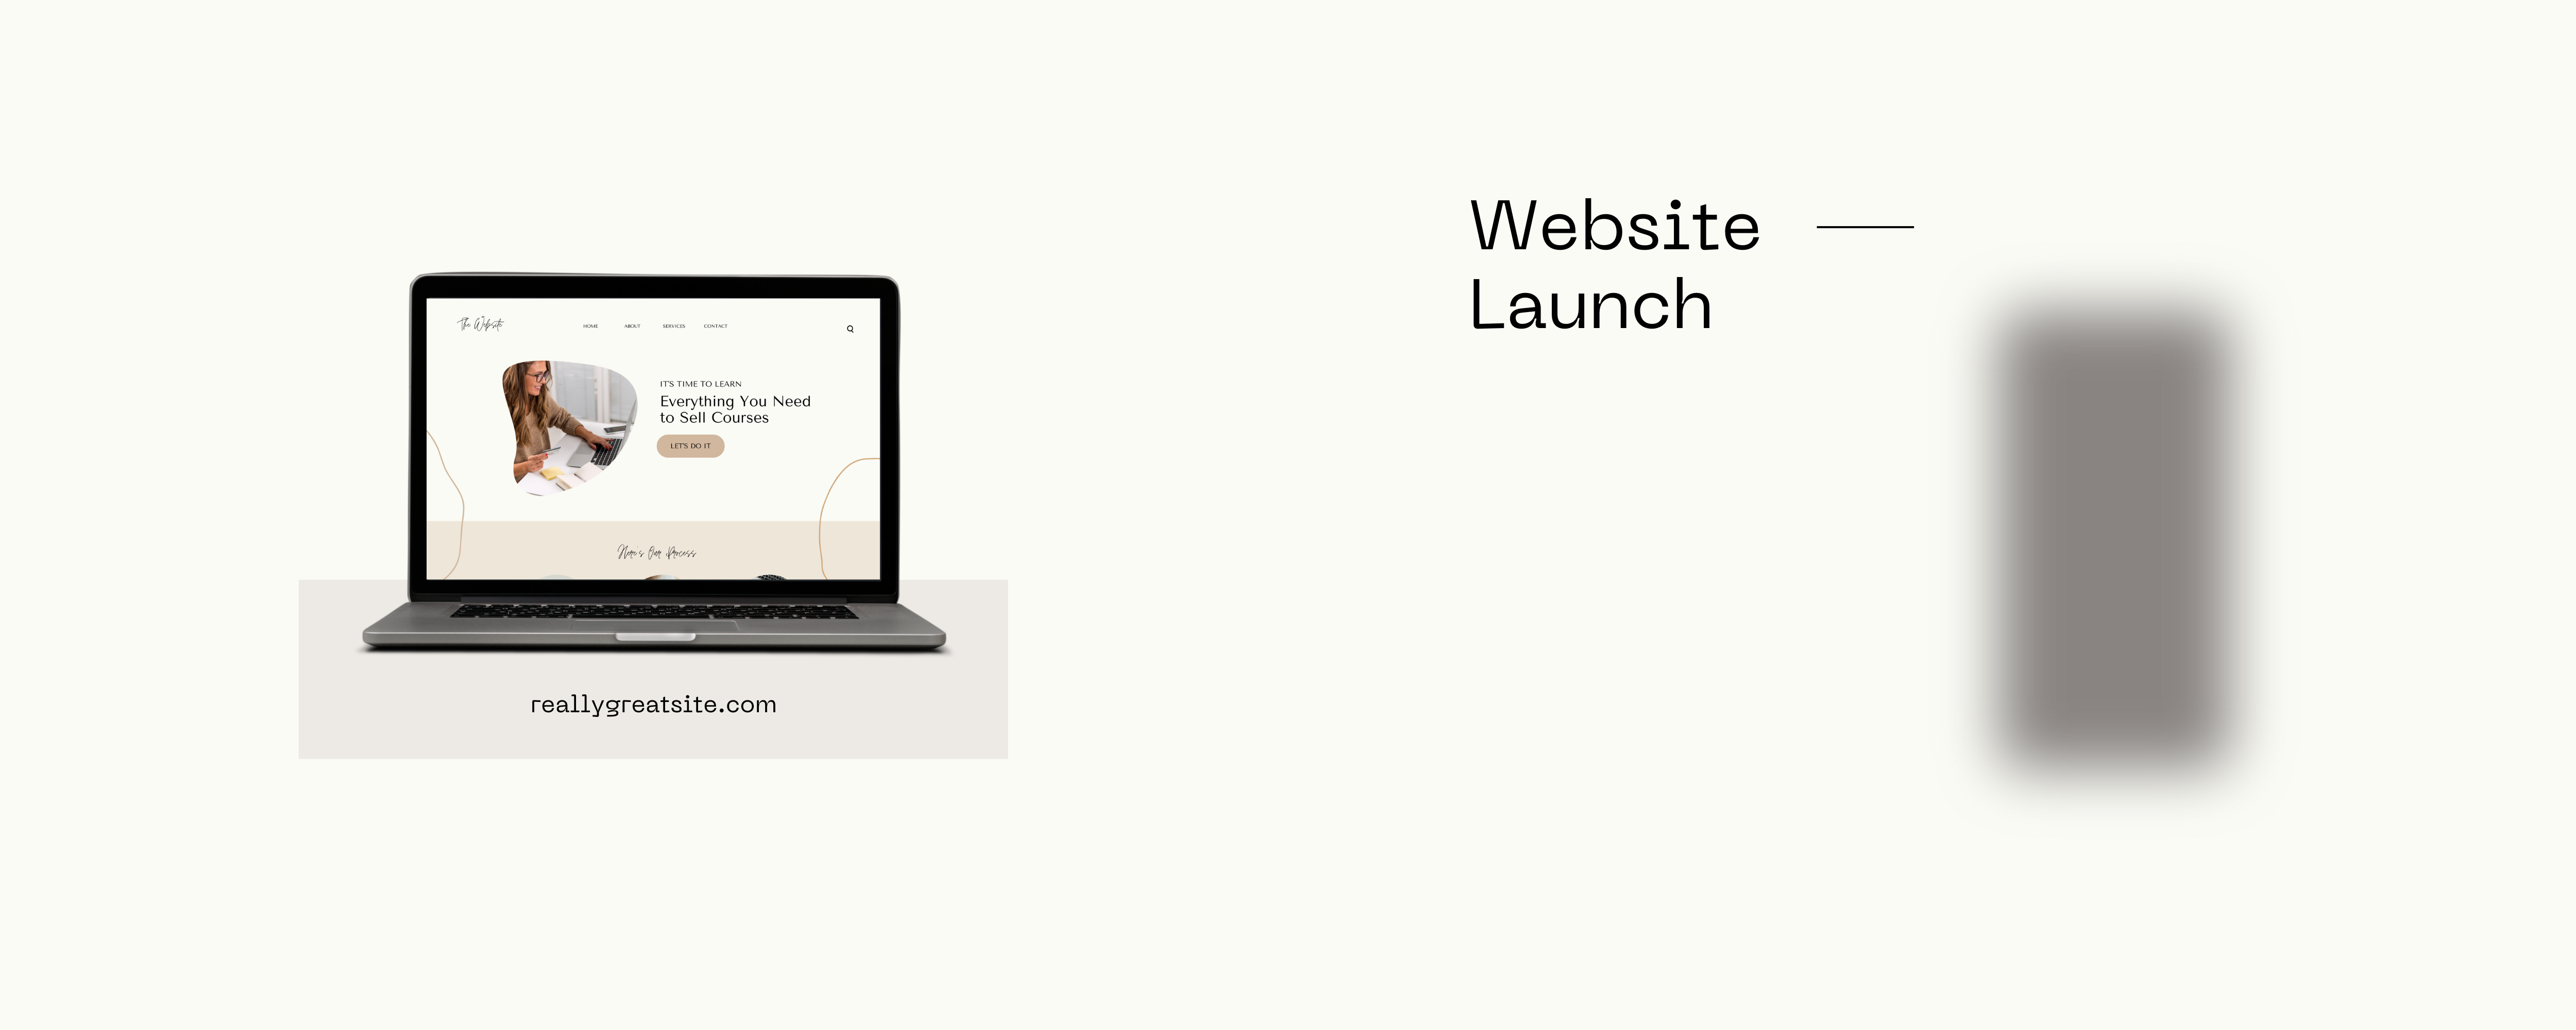 The Website
HOME ABOUT SERVICES CONTACT
IT'S TIME TO LEARN
Everything You Need
to Sell Courses
LET'S DO IT
Here's Our Process
reallygreatsite.com
Website
Launch